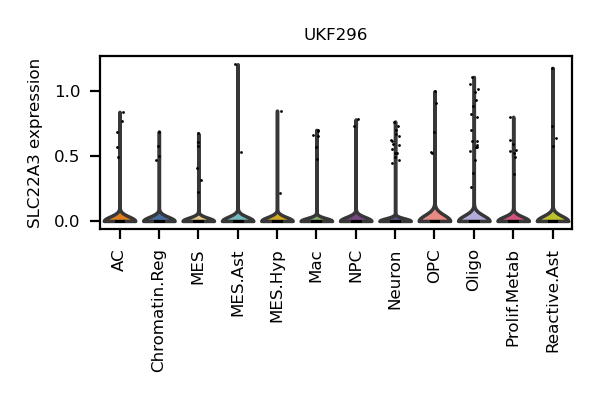 UKF296
SLC22A3 expression
1.0
0.5
0.0
AC
Chromatin.Reg
MES
MES.Ast
MES.Hyp
Mac
NPC
Neuron
OPC
Oligo
Prolif.Metab
Reactive.Ast